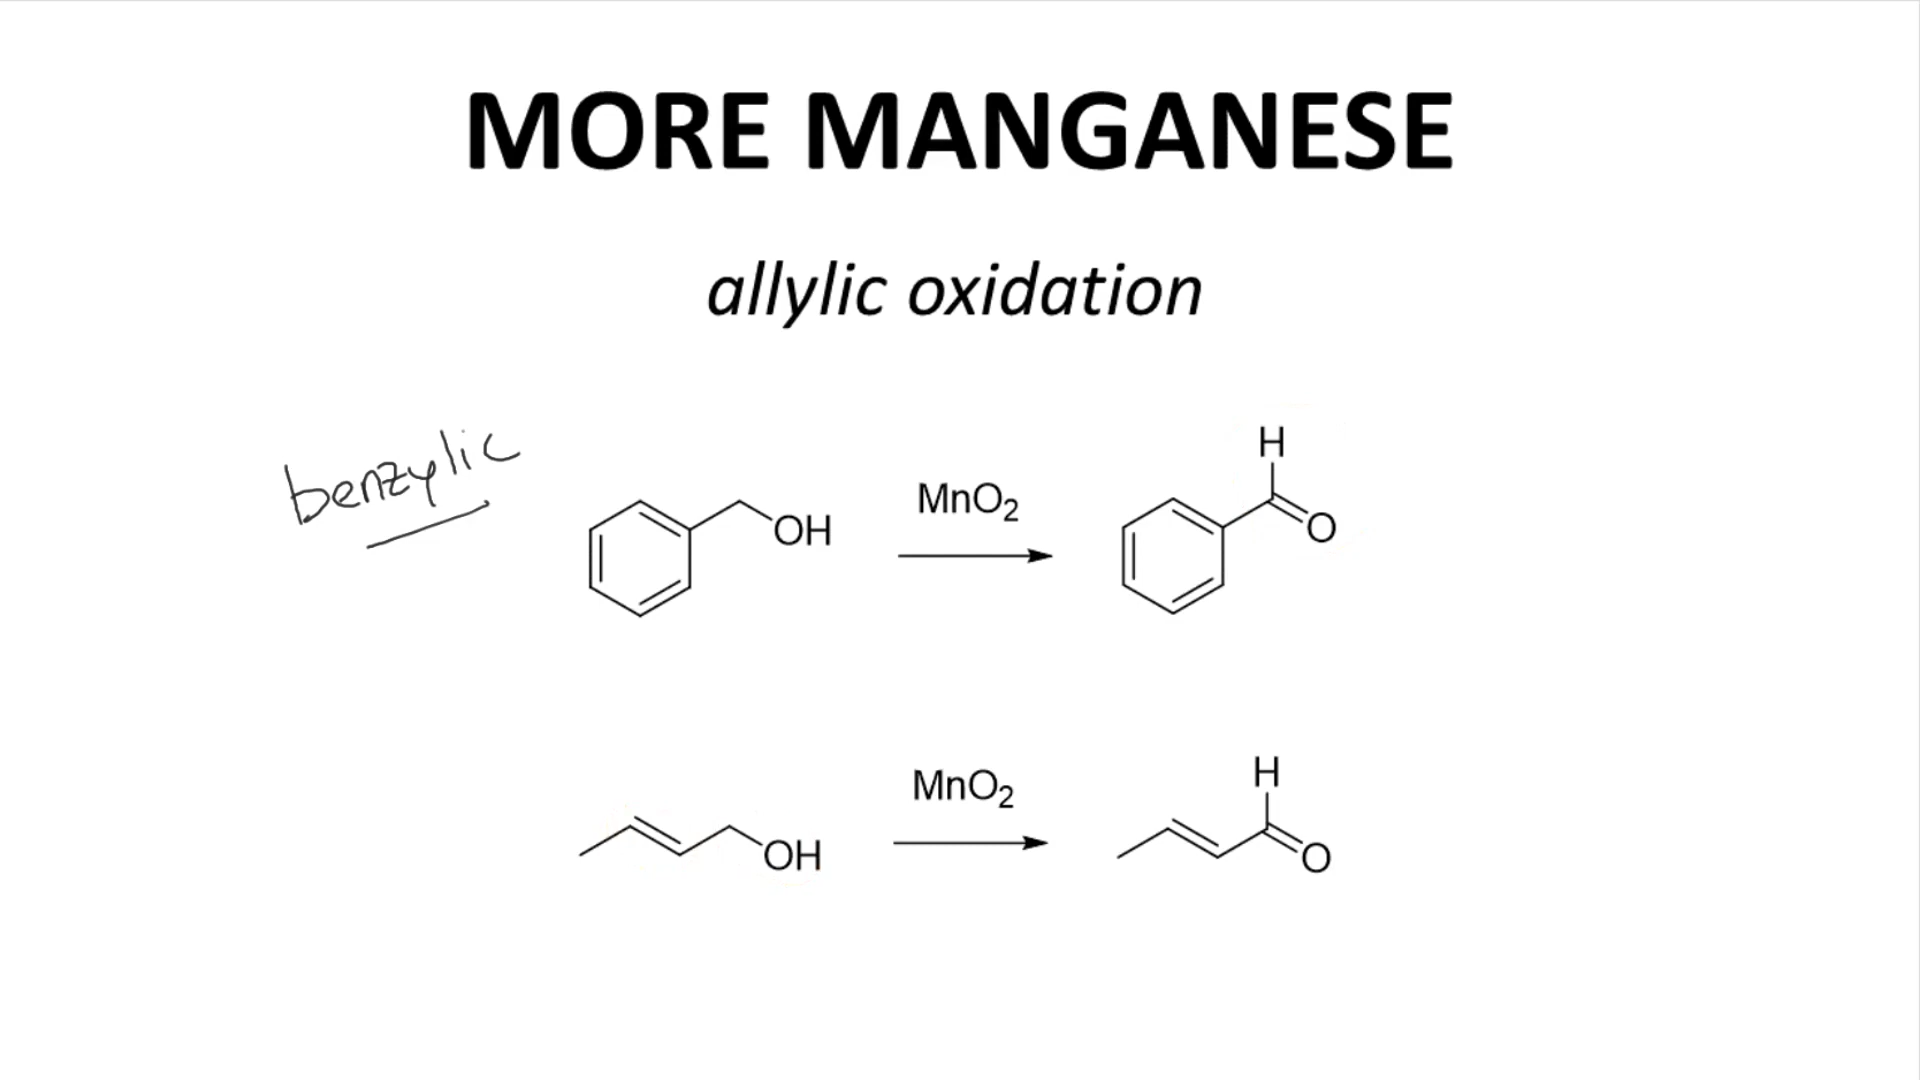 MORE MANGANESE
allylic oxidation
benzylic
OH
MnO2
H
O
OH
MnO2
H
O